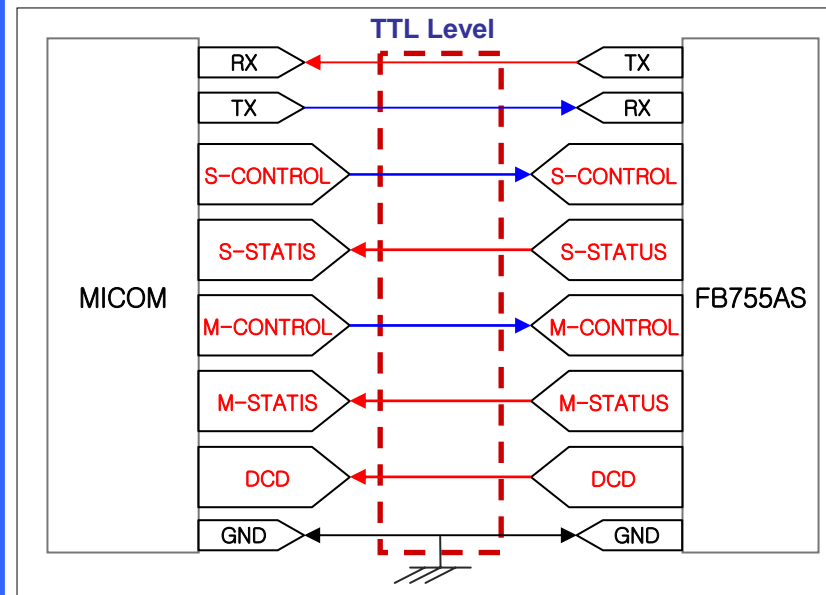 TTL Level
RX TX
TX RX
S-CONTROL S-CONTROL
S-STATIS S-STATUS
MICOM FB755AS
M-CONTROL M-CONTROL
M-STATIS M-STATUS
DCD DCD
GND GND